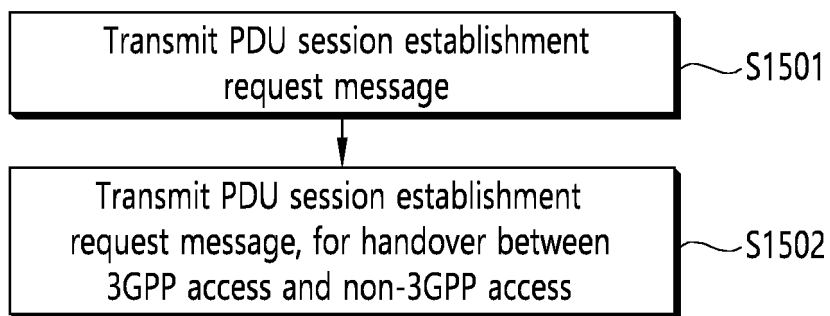 Transmit PDU session establishment
request message
S1501
Transmit PDU session establishment
request message, for handover between
3GPP access and non-3GPP access
S1502